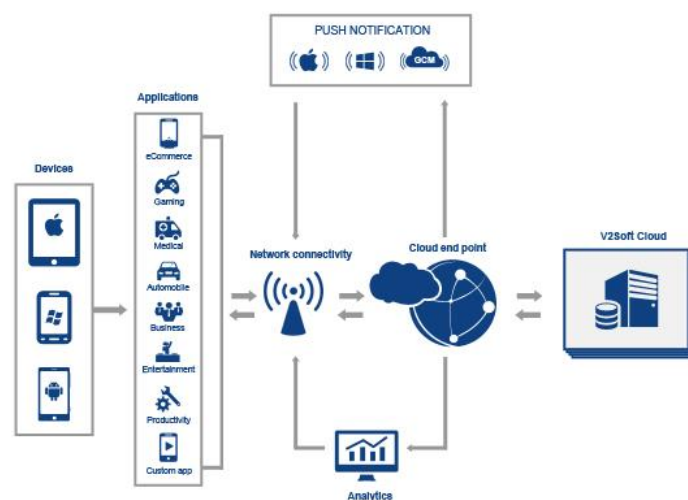 PUSH NOTIFICATION
GCM
Applications
eCommerce
Gaming
Medical
Automobile
Business
Entertainment
Productivity
Custom app
Devices
Network connectivity
Cloud end point
V2Soft Cloud
Analytics